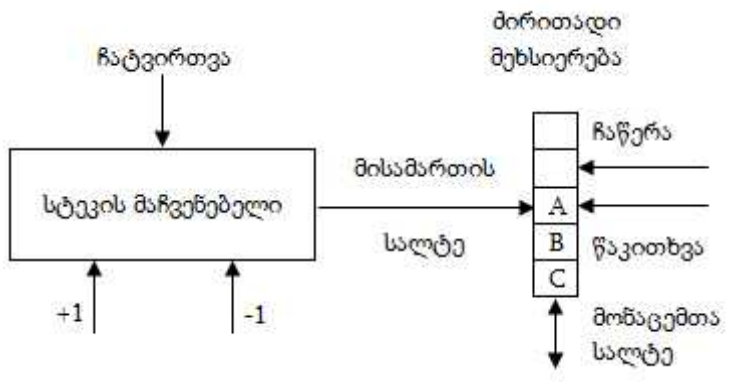 ძირითადი
მეხსიერება
ჩატვირთვა
ჩაწერა
მისამართის
სტეკის მაჩვენებელი
A
სალტე
B
წაკითხვა
C
+1
-1
მონაცემთა
სალტე